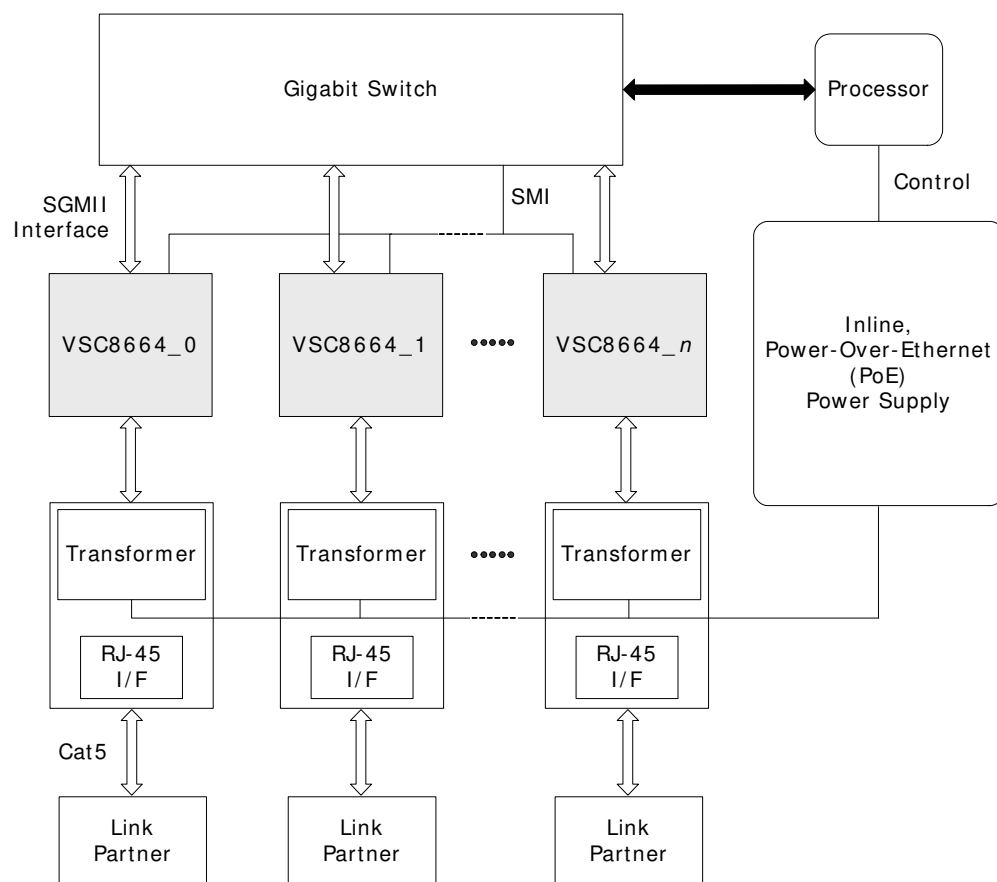 Gigabit Switch
Processor
SGMII
Interface
SMI
Control
VSC8664_0
VSC8664_1
VSC8664_n
Inline,
Power-Over-Ethernet
(PoE)
Power Supply
Transformer
Transformer
Transformer
RJ-45
I/F
RJ-45
I/F
RJ-45
I/F
Cat5
Link
Partner
Link
Partner
Link
Partner